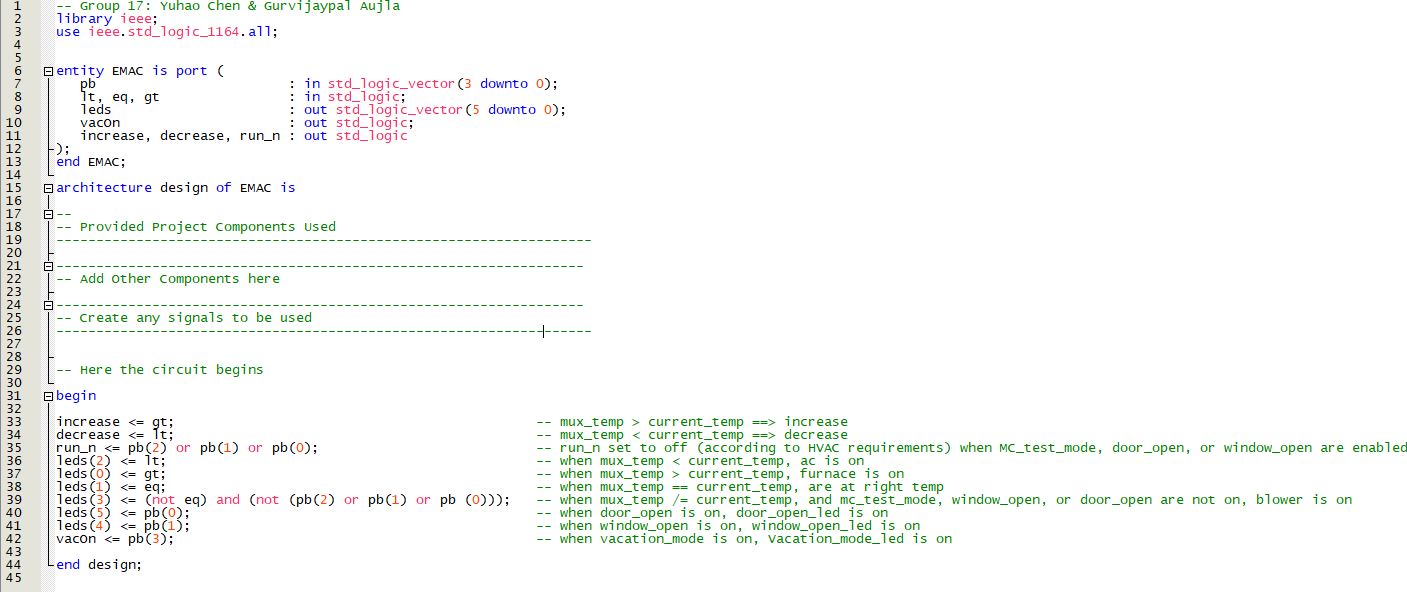 1 -- Group 17: Yuhao Chen & Gurvijaypal Aujla
2 library ieee;
3 use ieee.std_logic_1164.all;
4
5
6 entity EMAC is port (
7 pb : in std_logic_vector(3 downto 0);
8 lt, eq, gt : in std_logic;
9 leds : out std_logic_vector(5 downto 0);
10 vacOn : out std_logic;
11 increase, decrease, run_n : out std_logic
12 );
13 end EMAC;
14
15 architecture design of EMAC is
16
17 --
18 -- Provided Project Components Used
19 -------------------------------------------------------------------
20
21 ------------------------------------------------------------------
22 -- Add Other Components here
23
24 ------------------------------------------------------------------
25 -- Create any signals to be used
26 -------------------------------------------------------------------
27
28
29 -- Here the circuit begins
30
31 begin
32
33 increase <= gt; -- mux_temp > current_temp ==> increase
34 decrease <= lt; -- mux_temp < current_temp ==> decrease
35 run_n <= pb(2) or pb(1) or pb(0); -- run_n set to off (according to HVAC requirements) when MC_test_mode, door_open, or window_open are enabled
36 leds(2) <= lt; -- when mux_temp < current_temp, ac is on
37 leds(0) <= gt; -- when mux_temp > current_temp, furnace is on
38 leds(1) <= eq; -- when mux_temp == current_temp, are at right temp
39 leds(3) <= (not eq) and (not (pb(2) or pb(1) or pb (0))); -- when mux_temp /= current_temp, and mc_test_mode, window_open, or door_open are not on, blower is on
40 leds(5) <= pb(0); -- when door_open is on, door_open_led is on
41 leds(4) <= pb(1); -- when window_open is on, window_open_led is on
42 vacOn <= pb(3); -- when vacation_mode is on, Vacation_mode_led is on
43
44 end design;
45